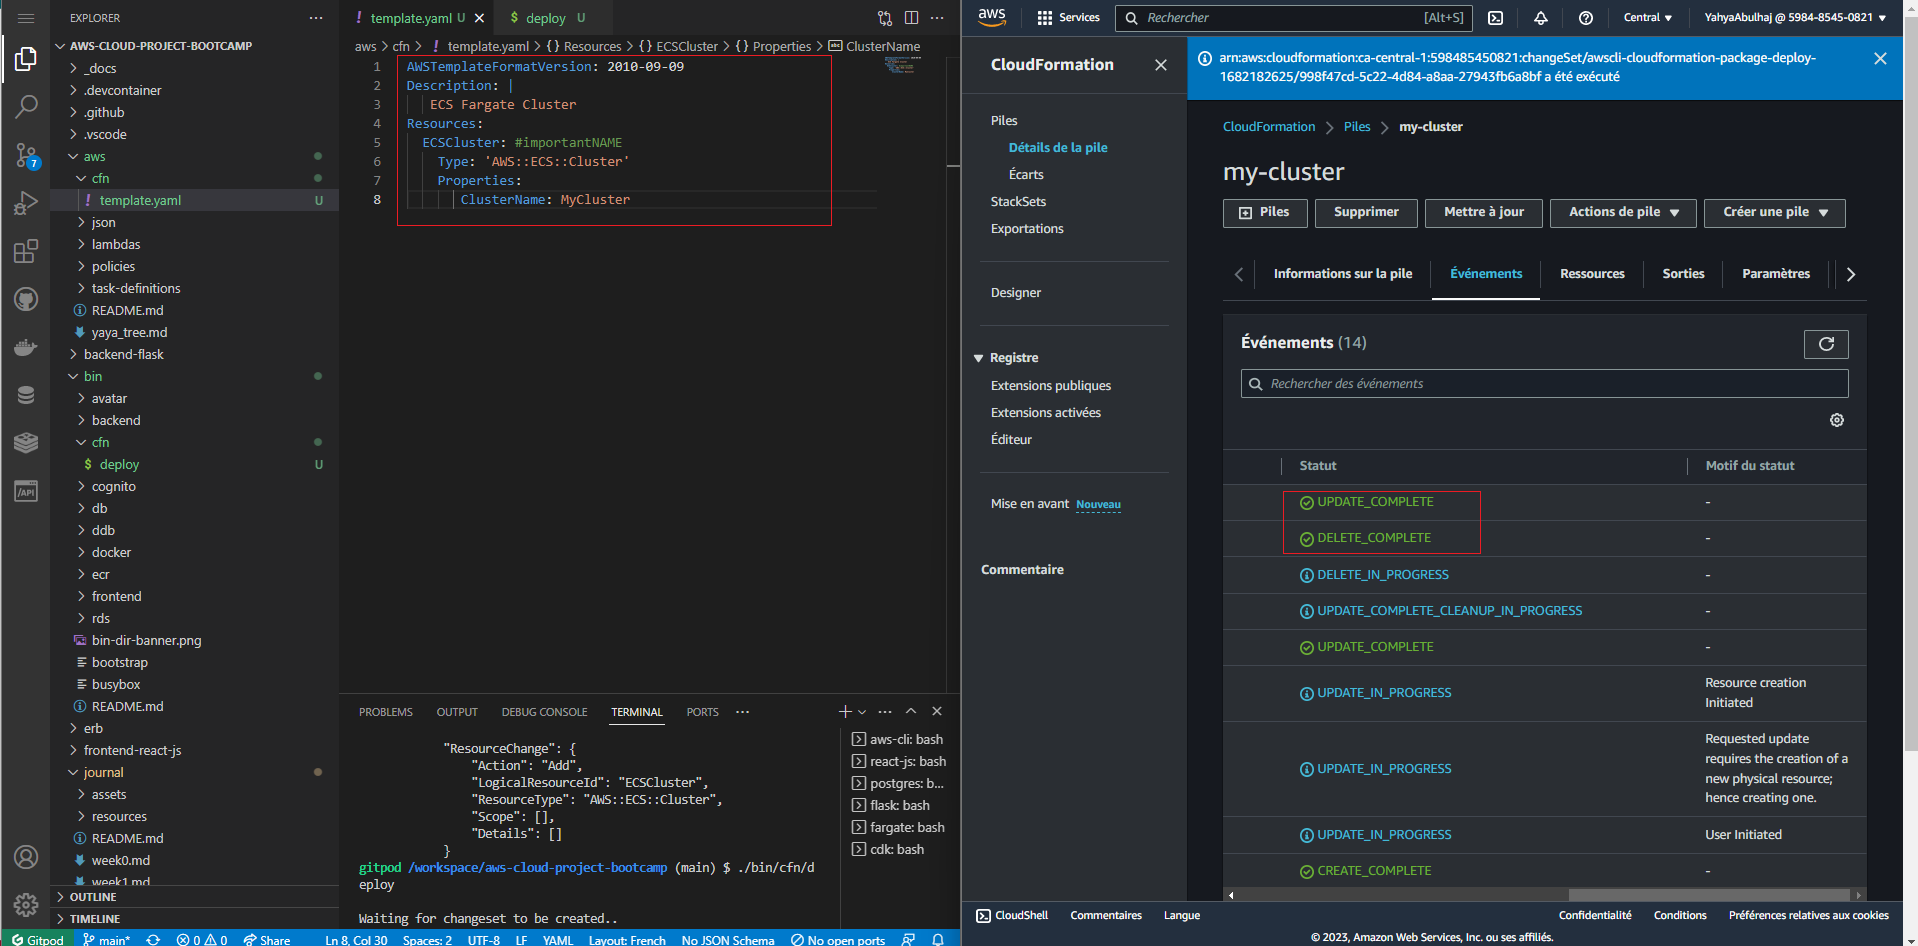 EXPLORER
AWS-CLOUD-PROJECT-BOOTCAMP
_docs
.devcontainer
.github
.vscode
aws
cfn
! template.yaml U
json
lambdas
policies
task-definitions
README.md
yaya_tree.md
backend-flask
bin
avatar
backend
cfn
$ deploy U
cognito
db
ddb
docker
ecr
frontend
rds
bin-dir-banner.png
bootstrap
busybox
README.md
erb
frontend-react-js
journal
assets
resources
README.md
week0.md
week1.md
OUTLINE
TIMELINE
7
API
! template.yaml U
$ deploy U
aws > cfn > ! template.yaml > {} Resources > {} ECSCluster > {} Properties > abc ClusterName
1 AWSTemplateFormatVersion: 2010-09-09
2 Description: |
3 ECS Fargate Cluster
4 Resources:
5 ECSCluster: #importantNAME
6 Type: 'AWS::ECS::Cluster'
7 Properties:
8 ClusterName: MyCluster
PROBLEMS OUTPUT DEBUG CONSOLE TERMINAL PORTS
"ResourceChange": {
"Action": "Add",
"LogicalResourceId": "ECSCluster",
"ResourceType": "AWS::ECS::Cluster",
"Scope": [],
"Details": []
}
gitpod /workspace/aws-cloud-project-bootcamp (main) $ ./bin/cfn/d
eploy
Waiting for changeset to be created..
aws-cli: bash
react-js: bash
postgres: b...
flask: bash
fargate: bash
cdk: bash
Gitpod main* 0 0 Share Ln 8, Col 30 Spaces: 2 UTF-8 LF YAML Layout: French No JSON Schema No open ports
aws Services Rechercher [Alt+S] Central YahyaAbulhaj @ 5984-8545-0821
CloudFormation
Piles
Détails de la pile
Écarts
StackSets
Exportations
Designer
Registre
Extensions publiques
Extensions activées
Éditeur
Mise en avant Nouveau
Commentaire
arn:aws:cloudformation:ca-central-1:598485450821:changeSet/awscli-cloudformation-package-deploy-
1682182625/998f47cd-5c22-4d84-a8aa-27943fb6a8bf a été exécuté
CloudFormation > Piles > my-cluster
my-cluster
Piles Supprimer Mettre à jour Actions de pile Créer une pile
Informations sur la pile Événements Ressources Sorties Paramètres
Événements (14)
Rechercher des événements
Statut Motif du statut
UPDATE_COMPLETE -
DELETE_COMPLETE -
DELETE_IN_PROGRESS -
UPDATE_COMPLETE_CLEANUP_IN_PROGRESS -
UPDATE_COMPLETE -
UPDATE_IN_PROGRESS Resource creation
Initiated
UPDATE_IN_PROGRESS Requested update
requires the creation of a
new physical resource;
hence creating one.
UPDATE_IN_PROGRESS User Initiated
CREATE_COMPLETE -
CloudShell Commentaires Langue Confidentialité Conditions Préférences relatives aux cookies
© 2023, Amazon Web Services, Inc. ou ses affiliés.